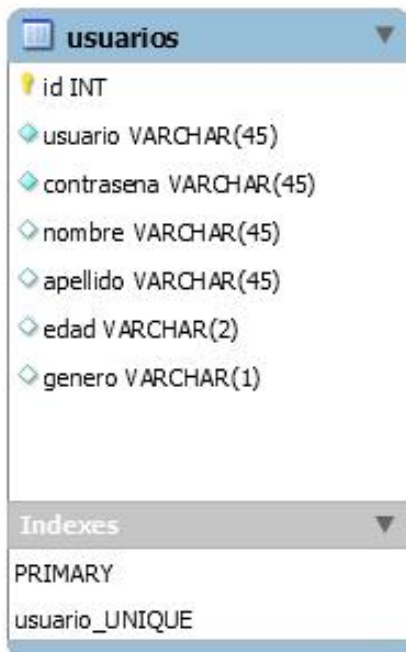 usuarios
id INT
usuario VARCHAR(45)
contrasena VARCHAR(45)
nombre VARCHAR(45)
apellido VARCHAR(45)
edad VARCHAR(2)
genero VARCHAR(1)
Indexes
PRIMARY
usuario_UNIQUE